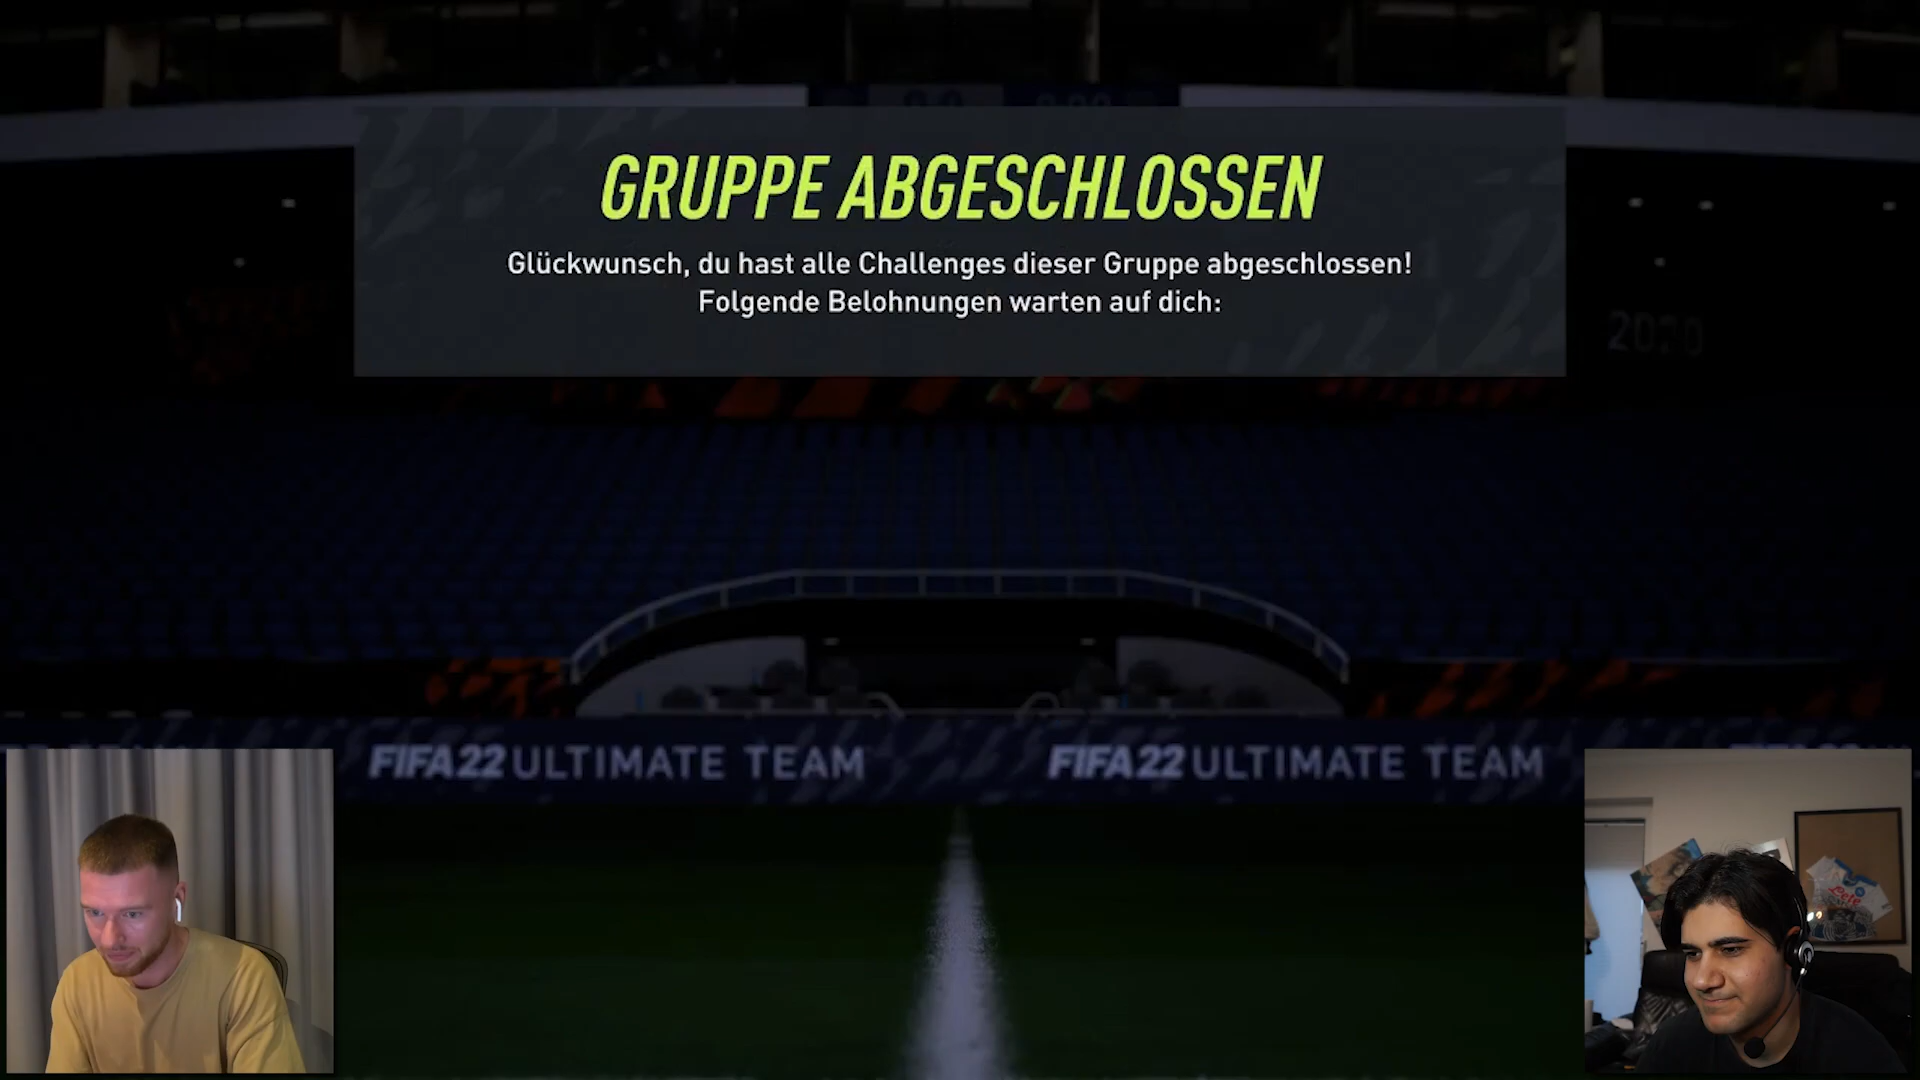 GRUPPE ABGESCHLOSSEN
Glückwunsch, du hast alle Challenges dieser Gruppe abgeschlossen!
Folgende Belohnungen warten auf dich:
FIFA22 ULTIMATE TEAM
FIFA22 ULTIMATE TEAM